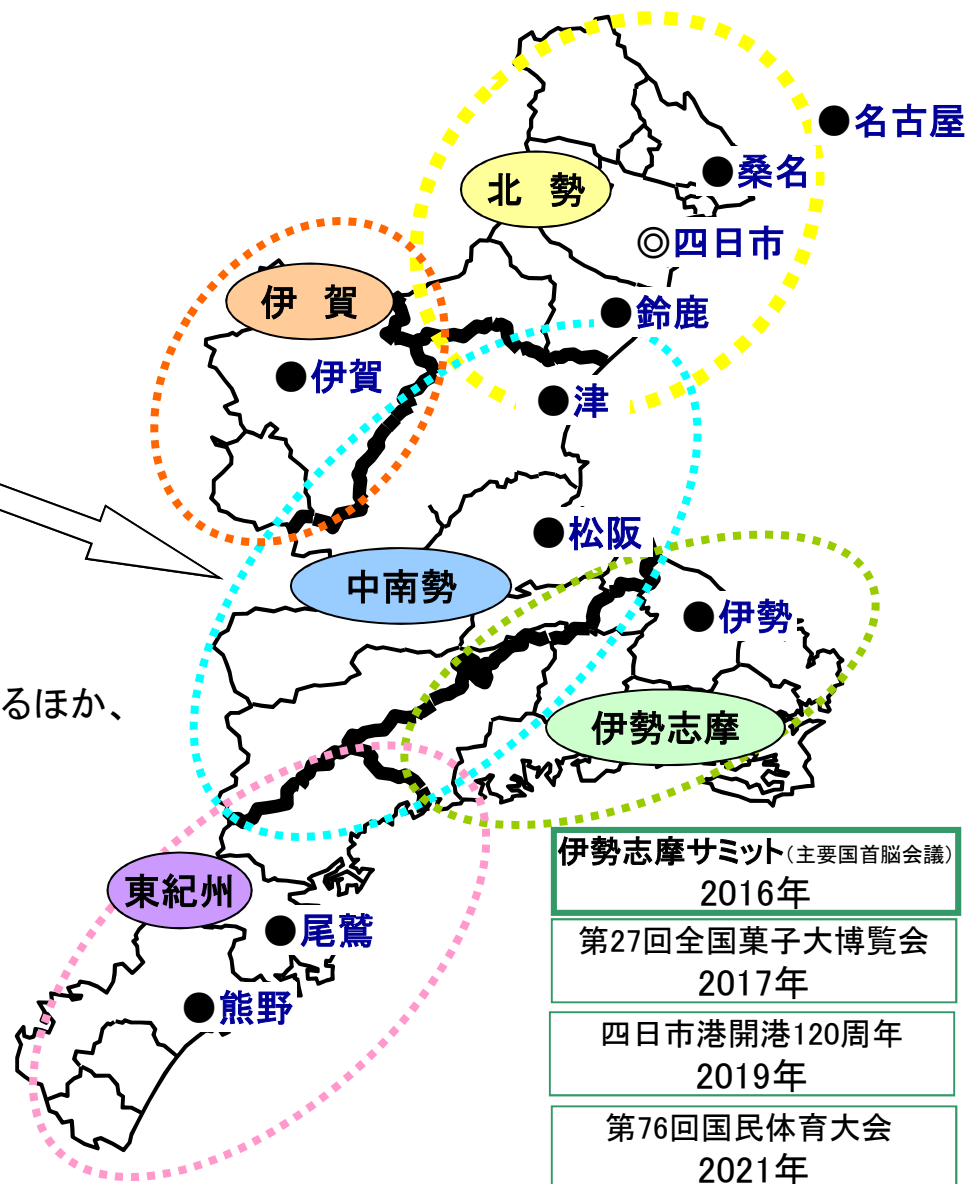 名古屋
桑名
北 勢
四日市
伊 賀
鈴鹿
伊賀
津
松阪
中南勢
伊勢
るほか、
伊勢志摩
東紀州
尾鷲
熊野
伊勢志摩サミット(主要国首脳会議)
2016年
第27回全国菓子大博覧会
2017年
四日市港開港120周年
2019年
第76回国民体育大会
2021年